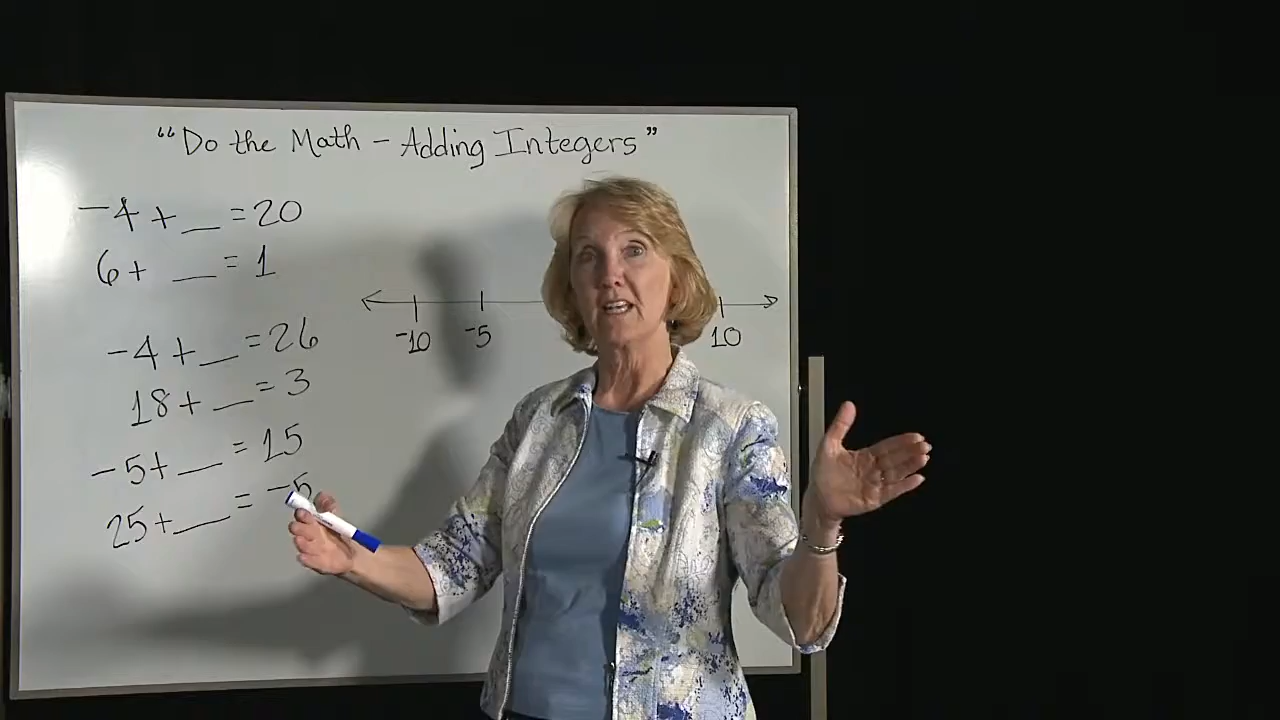 "Do the Math - Adding Integers"
-4 + __ = 20
6 + __ = 1
-4 + __ = 26
18 + __ = 3
-5 + __ = 15
25 + __ = -5
-10 -5 10